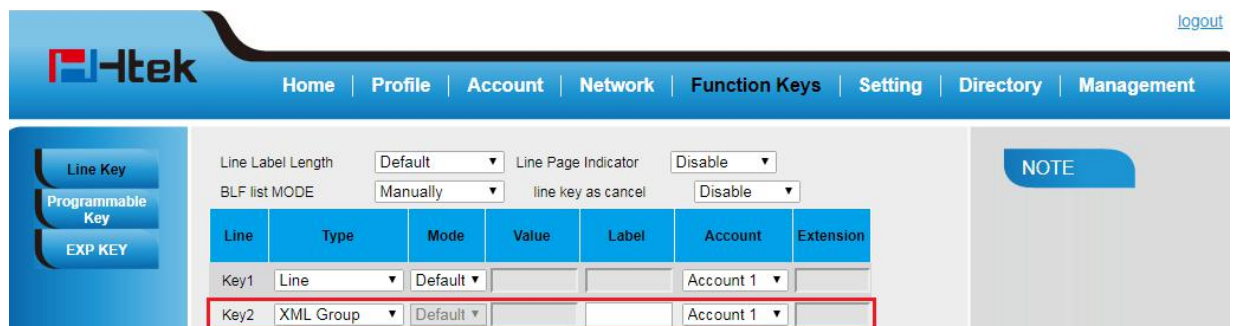 logout
Htek
Home | Profile | Account | Network | Function Keys | Setting | Directory | Management
Line Key
Programmable
Key
EXP KEY
Line Label Length Default Line Page Indicator Disable
BLF list MODE Manually line key as cancel Disable
NOTE
Line Type Mode Value Label Account Extension
Key1 Line Default Account 1
Key2 XML Group Default Account 1